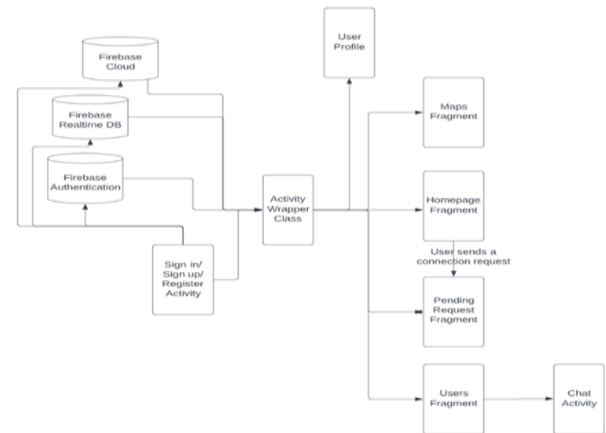 User
Profile
Firebase
Cloud
Firebase
Realtime DB
Firebase
Authentication
Sign in/
Sign up/
Register
Activity
Activity
Wrapper
Class
Maps
Fragment
Homepage
Fragment
User sends a
connection request
Pending
Request
Fragment
Users
Fragment
Chat
Activity